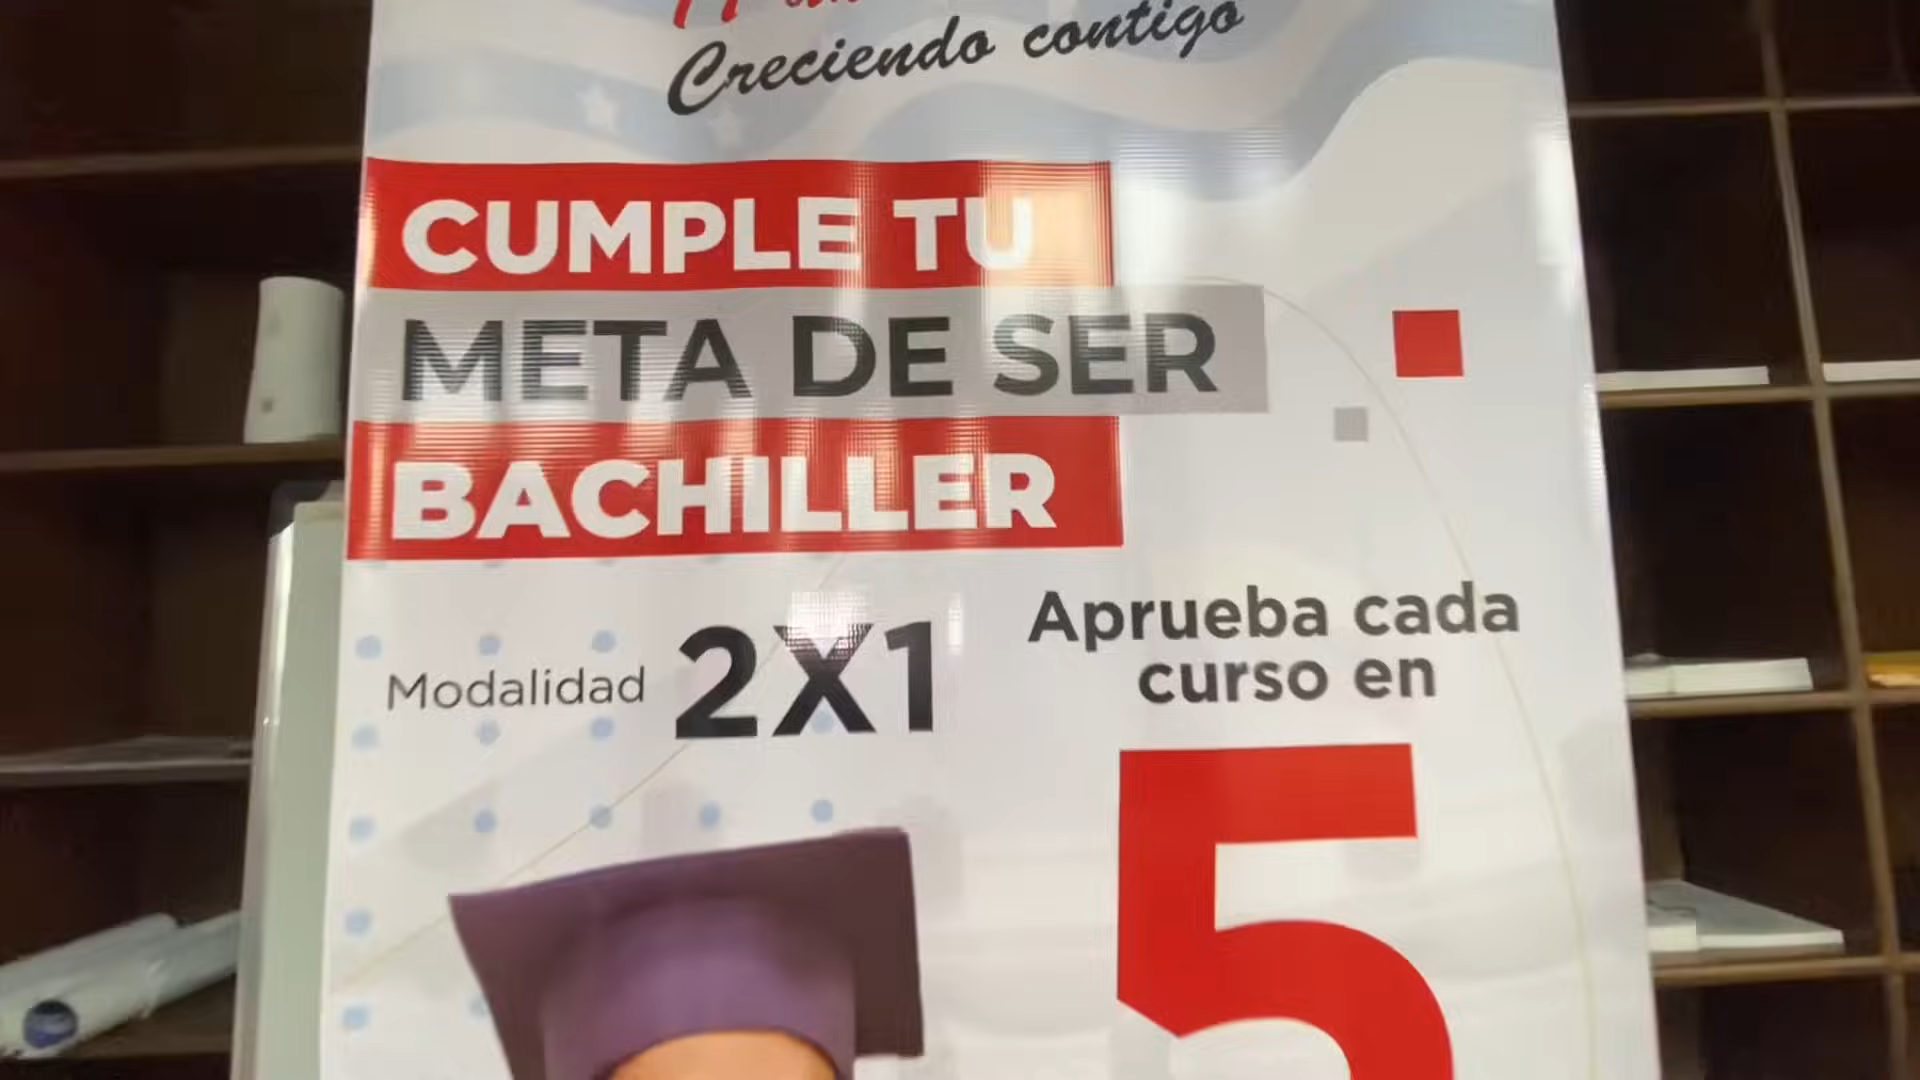 Creciendo contigo
CUMPLE TU
META DE SER
BACHILLER
Modalidad 2X1
Aprueba cada
curso en
5